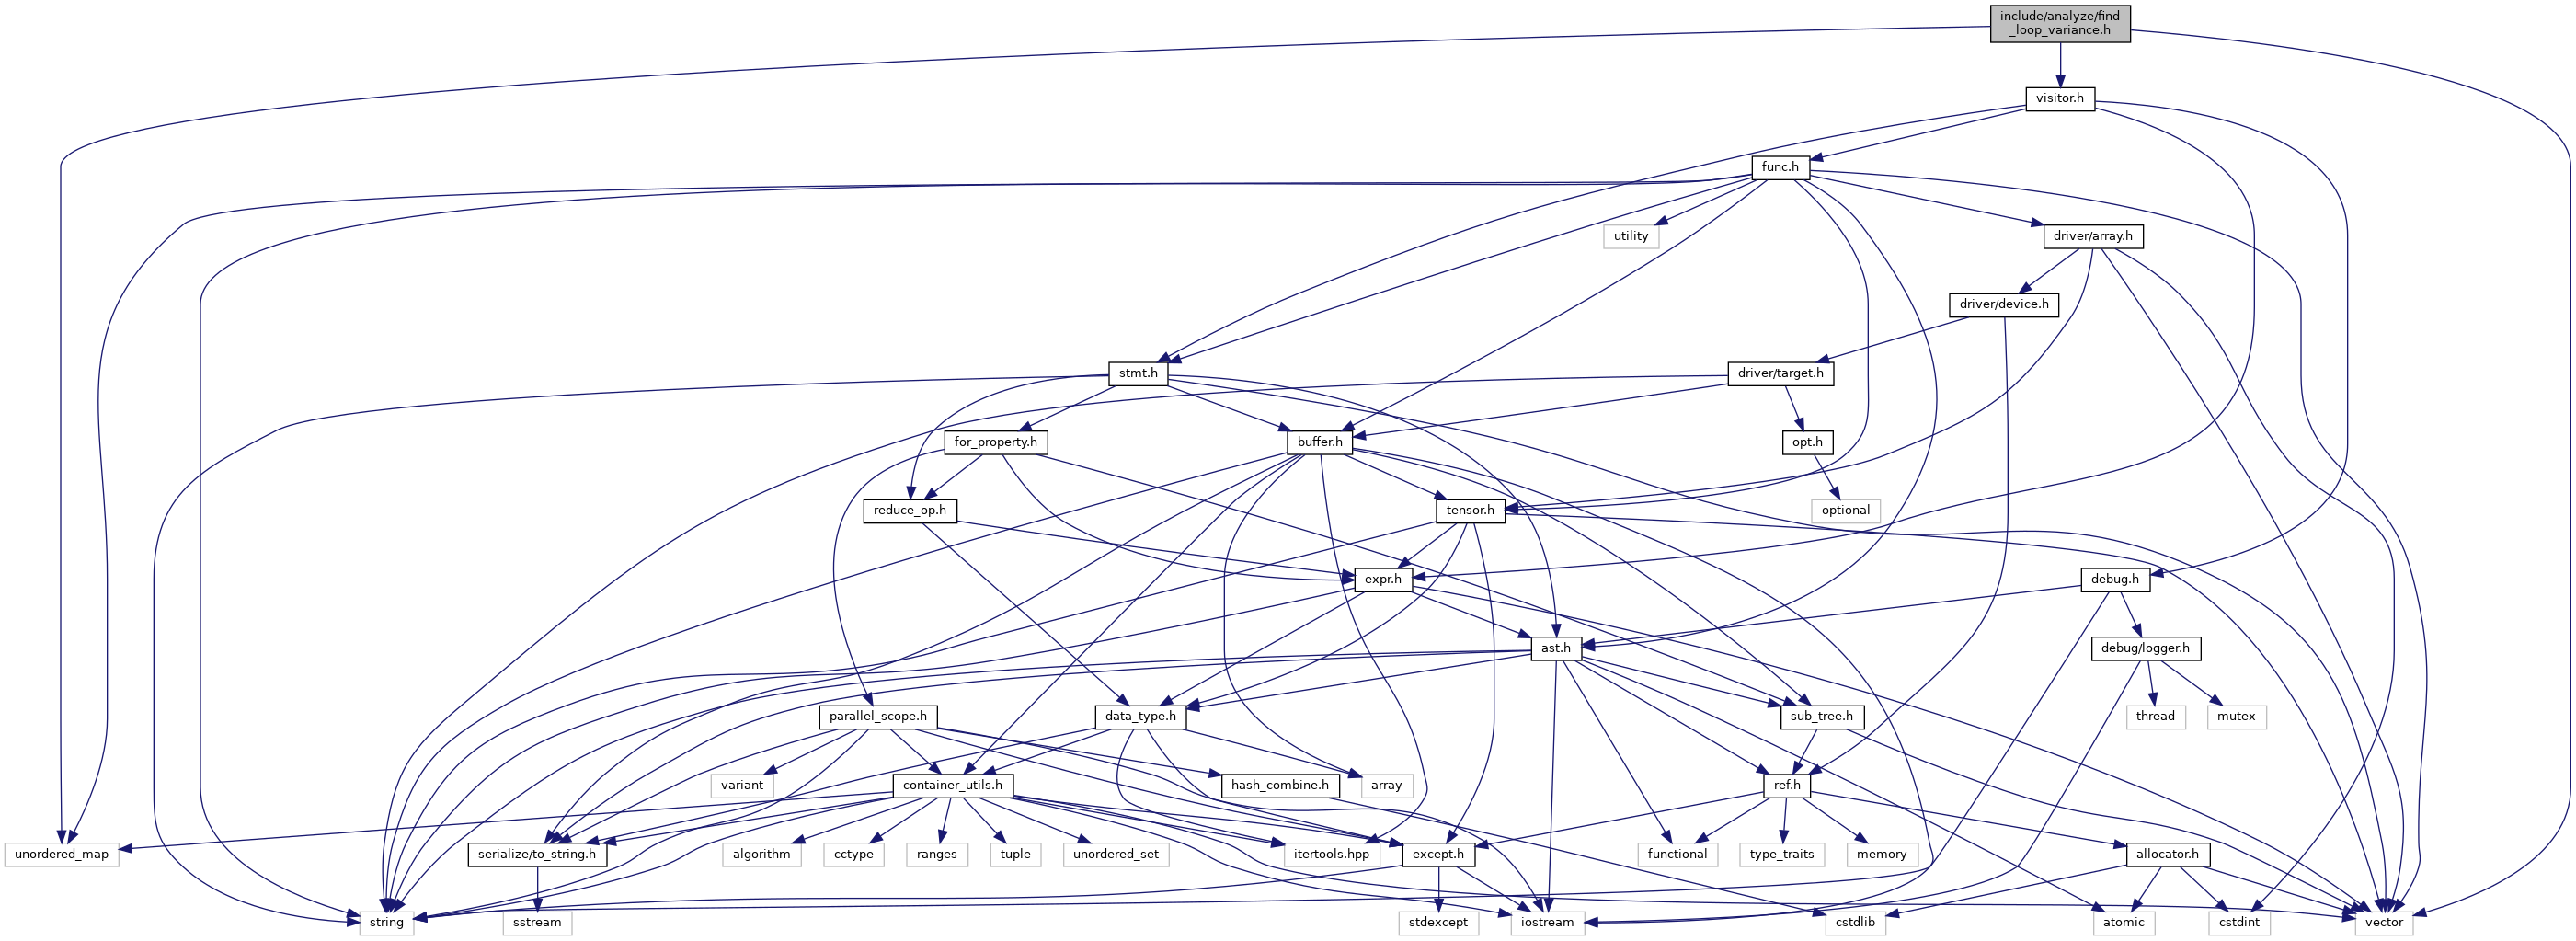 include/analyze/find
_loop_variance.h
visitor.h
func.h
utility
driver/array.h
driver/device.h
stmt.h
driver/target.h
for_property.h
buffer.h
opt.h
reduce_op.h
tensor.h
optional
expr.h
debug.h
ast.h
debug/logger.h
parallel_scope.h
data_type.h
sub_tree.h
thread
mutex
variant
container_utils.h
hash_combine.h
array
ref.h
unordered_map
serialize/to_string.h
algorithm
cctype
ranges
tuple
unordered_set
itertools.hpp
except.h
functional
type_traits
memory
allocator.h
string
sstream
stdexcept
iostream
cstdlib
atomic
cstdint
vector